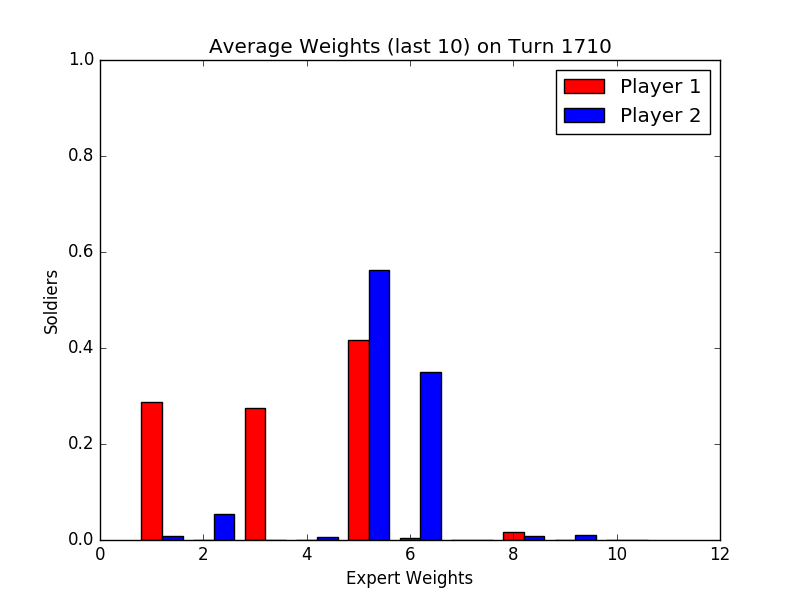 Average Weights (last 10) on Turn 1710
1.0
Player 1
Player 2
0.8
0.6
Soldiers
0.4
0.2
0.0
0 2 4 6 8 10 12
Expert Weights